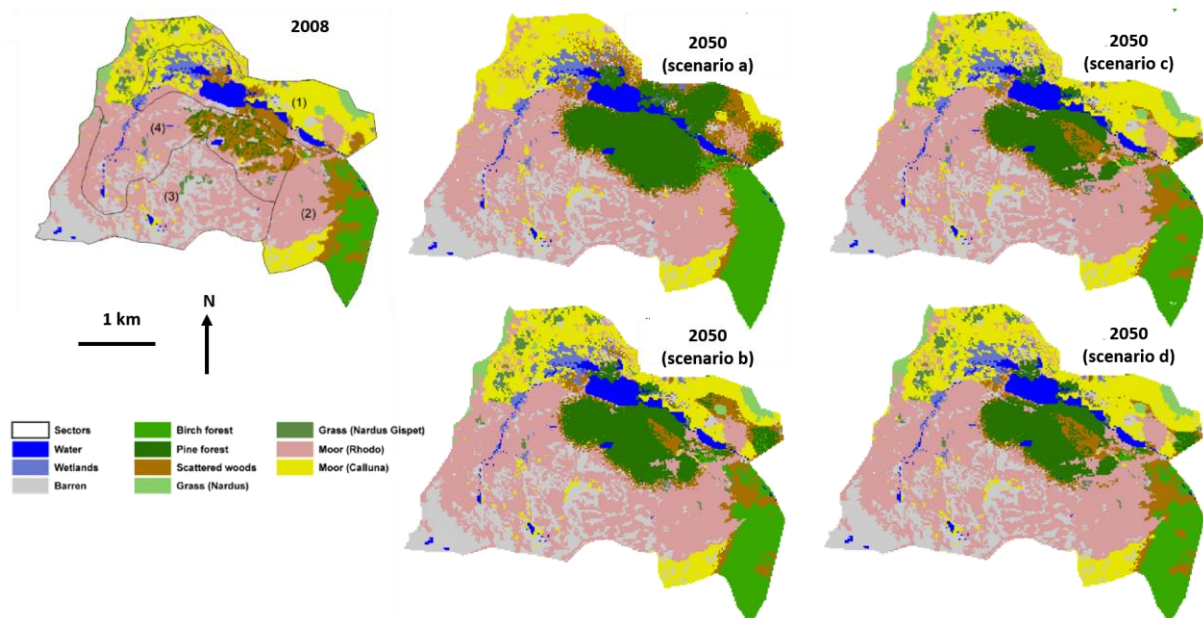 2008
2050
(scenario a)
2050
(scenario c)
(1)
(4)
(3)
(2)
N
1 km
2050
(scenario b)
2050
(scenario d)
Sectors
Water
Wetlands
Barren
Birch forest
Pine forest
Scattered woods
Grass (Nardus)
Grass (Nardus Gispet)
Moor (Rhodo)
Moor (Calluna)